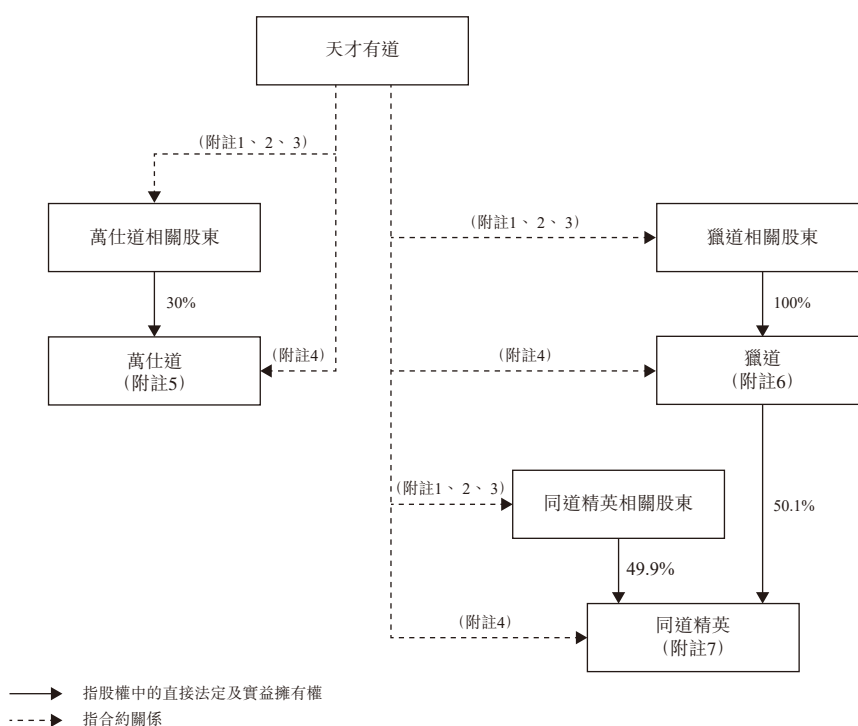 天才有道
(附註1、2、3)
萬仕道相關股東
(附註1、2、3)
獵道相關股東
30%
100%
萬仕道
(附註5)
(附註4)
(附註4)
獵道
(附註6)
(附註1、2、3)
同道精英相關股東
50.1%
49.9%
(附註4)
同道精英
(附註7)
指股權中的直接法定及實益擁有權
指合約關係